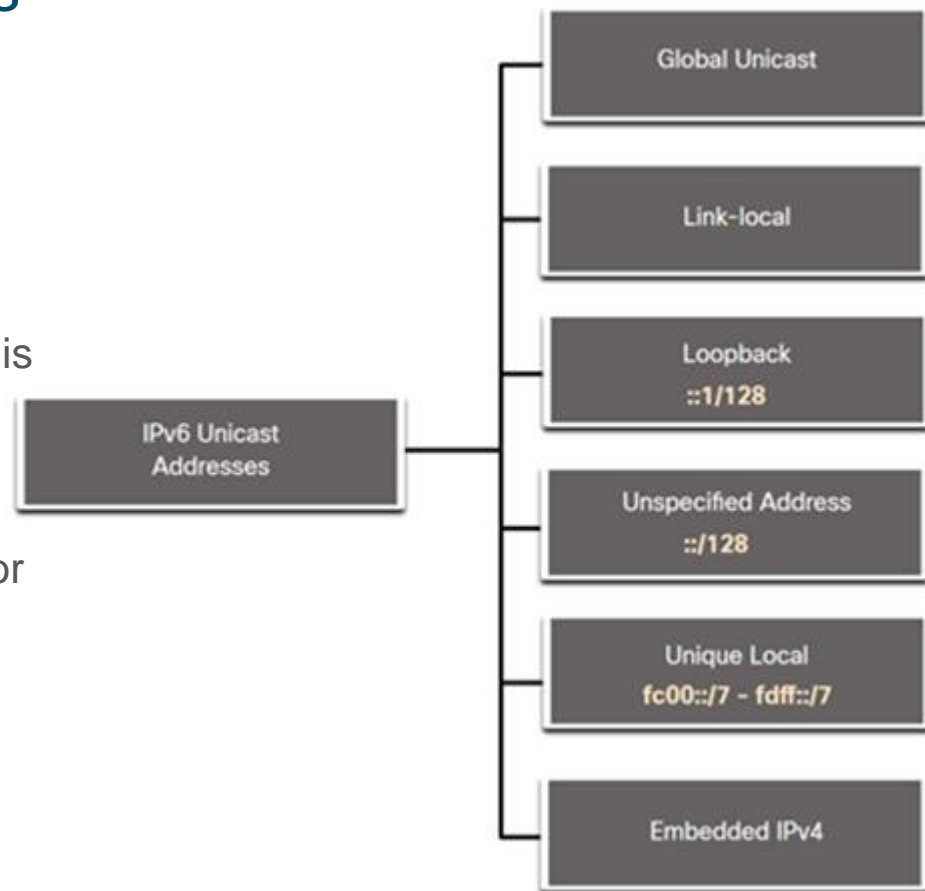 is
or
IPv6 Unicast
Addresses
Global Unicast
Link-local
Loopback
::1/128
Unspecified Address
::/128
Unique Local
fc00::/7 - fdff::/7
Embedded IPv4